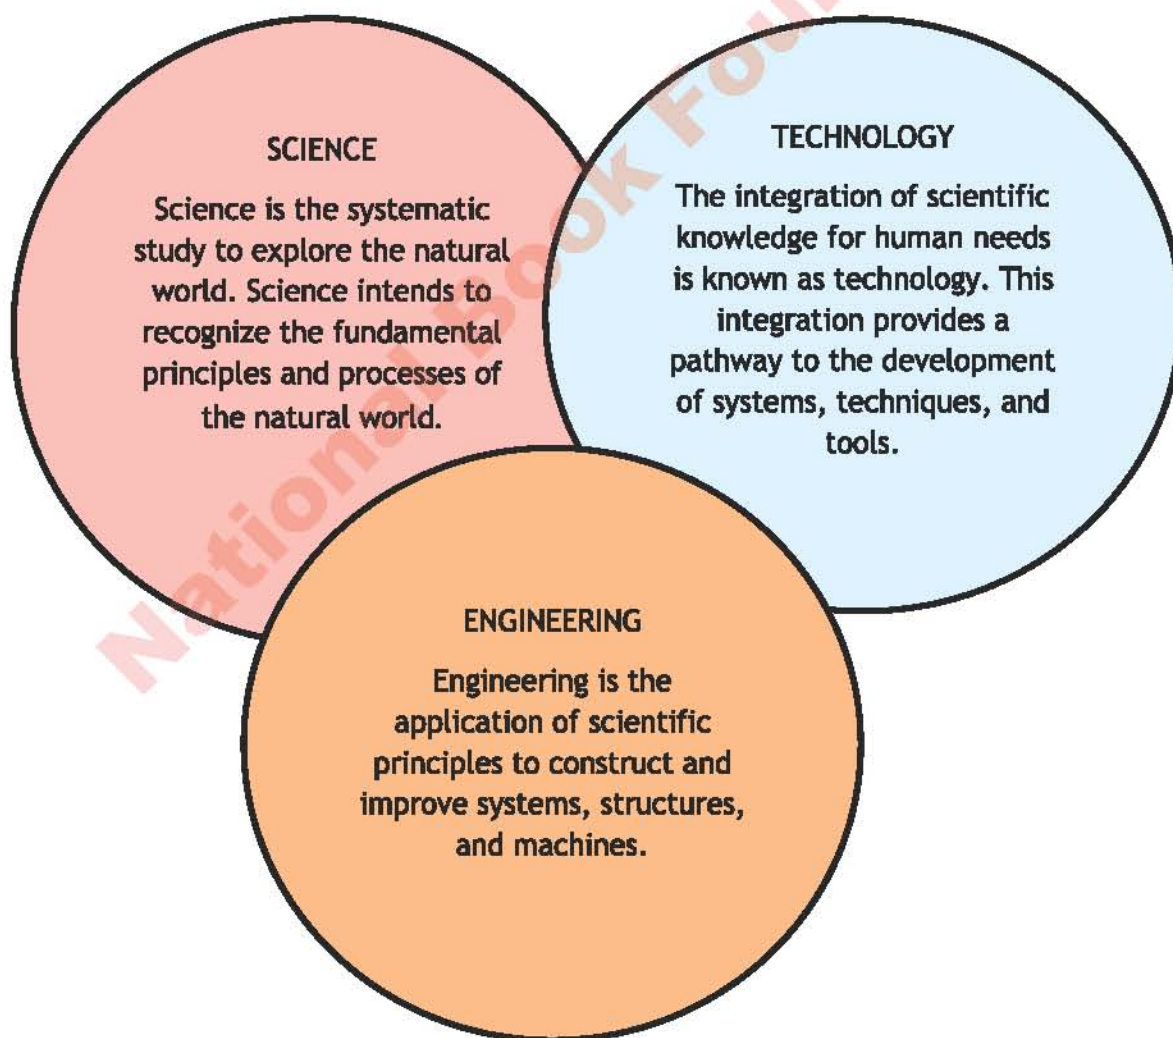 SCIENCE
Science is the systematic
study to explore the natural
world. Science intends to
recognize the fundamental
principles and processes of
the natural world.
TECHNOLOGY
The integration of scientific
knowledge for human needs
is known as technology. This
integration provides a
pathway to the development
of systems, techniques, and
tools.
ENGINEERING
Engineering is the
application of scientific
principles to construct and
improve systems, structures,
and machines.
National Book